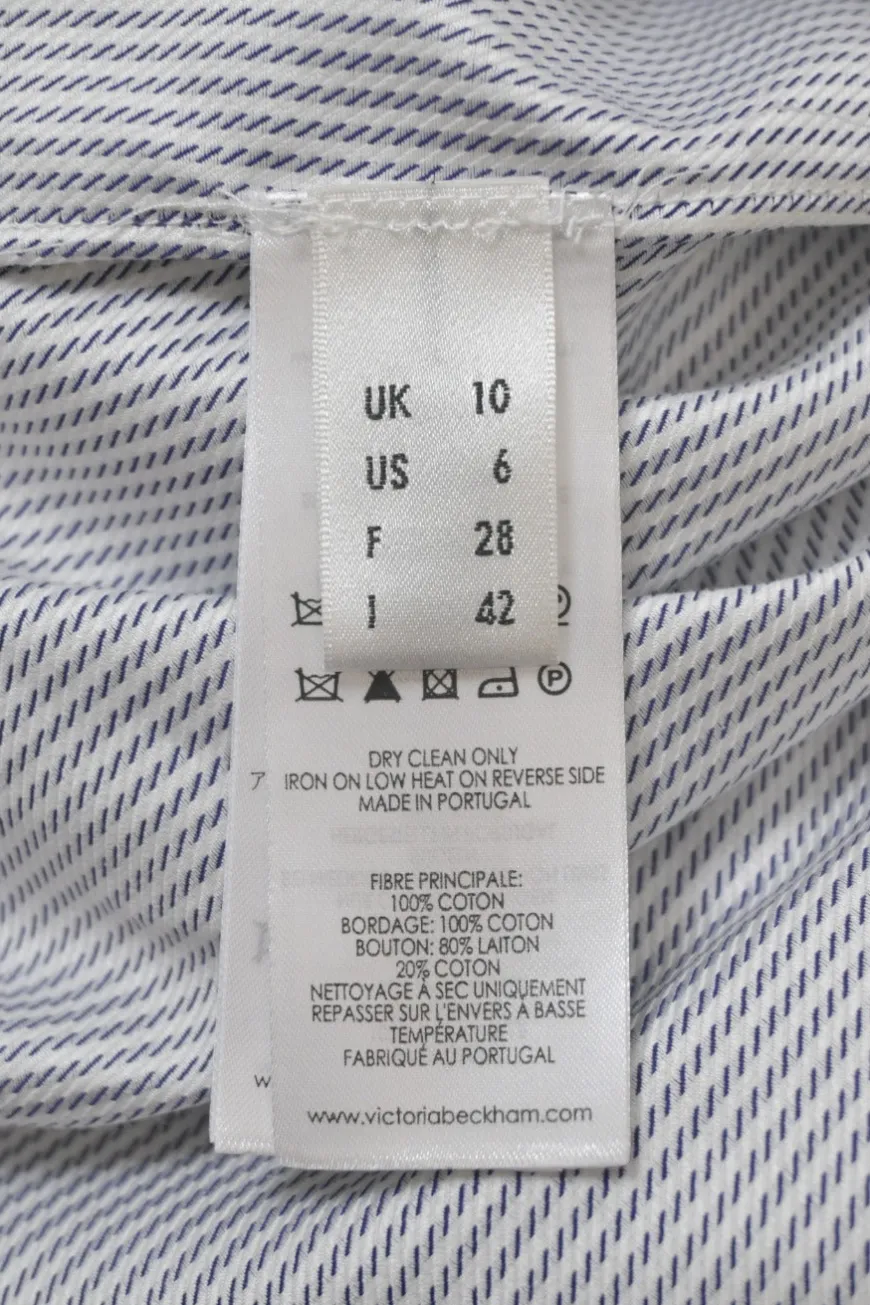 UK 10
US 6
F 28
I 42
P
DRY CLEAN ONLY
ア
IRON ON LOW HEAT ON REVERSE SIDE
MADE IN PORTUGAL
FIBRE PRINCIPALE:
100% COTON
BORDAGE: 100% COTON
BOUTON: 80% LAITON
20% COTON
NETTOYAGE À SEC UNIQUEMENT
REPASSER SUR L'ENVERS À BASSE
TEMPÉRATURE
FABRIQUÉ AU PORTUGAL
w
www.victoriabeckham.com